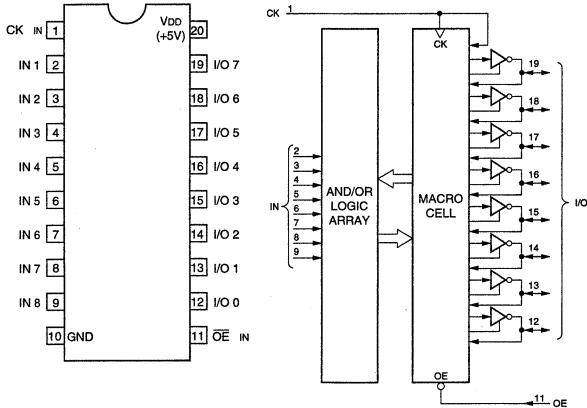 CK IN 1
VDD (+5V) 20
IN 1 2
19 I/O 7
IN 2 3
18 I/O 6
IN 3 4
17 I/O 5
IN 4 5
16 I/O 4
IN 5 6
15 I/O 3
IN 6 7
14 I/O 2
IN 7 8
13 I/O 1
IN 8 9
12 I/O 0
10 GND
11 OE IN
CK 1
CK
IN
2
3
4
5
6
7
8
9
AND/OR
LOGIC
ARRAY
MACRO
CELL
OE
19
18
17
16
15
14
13
12
I/O
11 OE